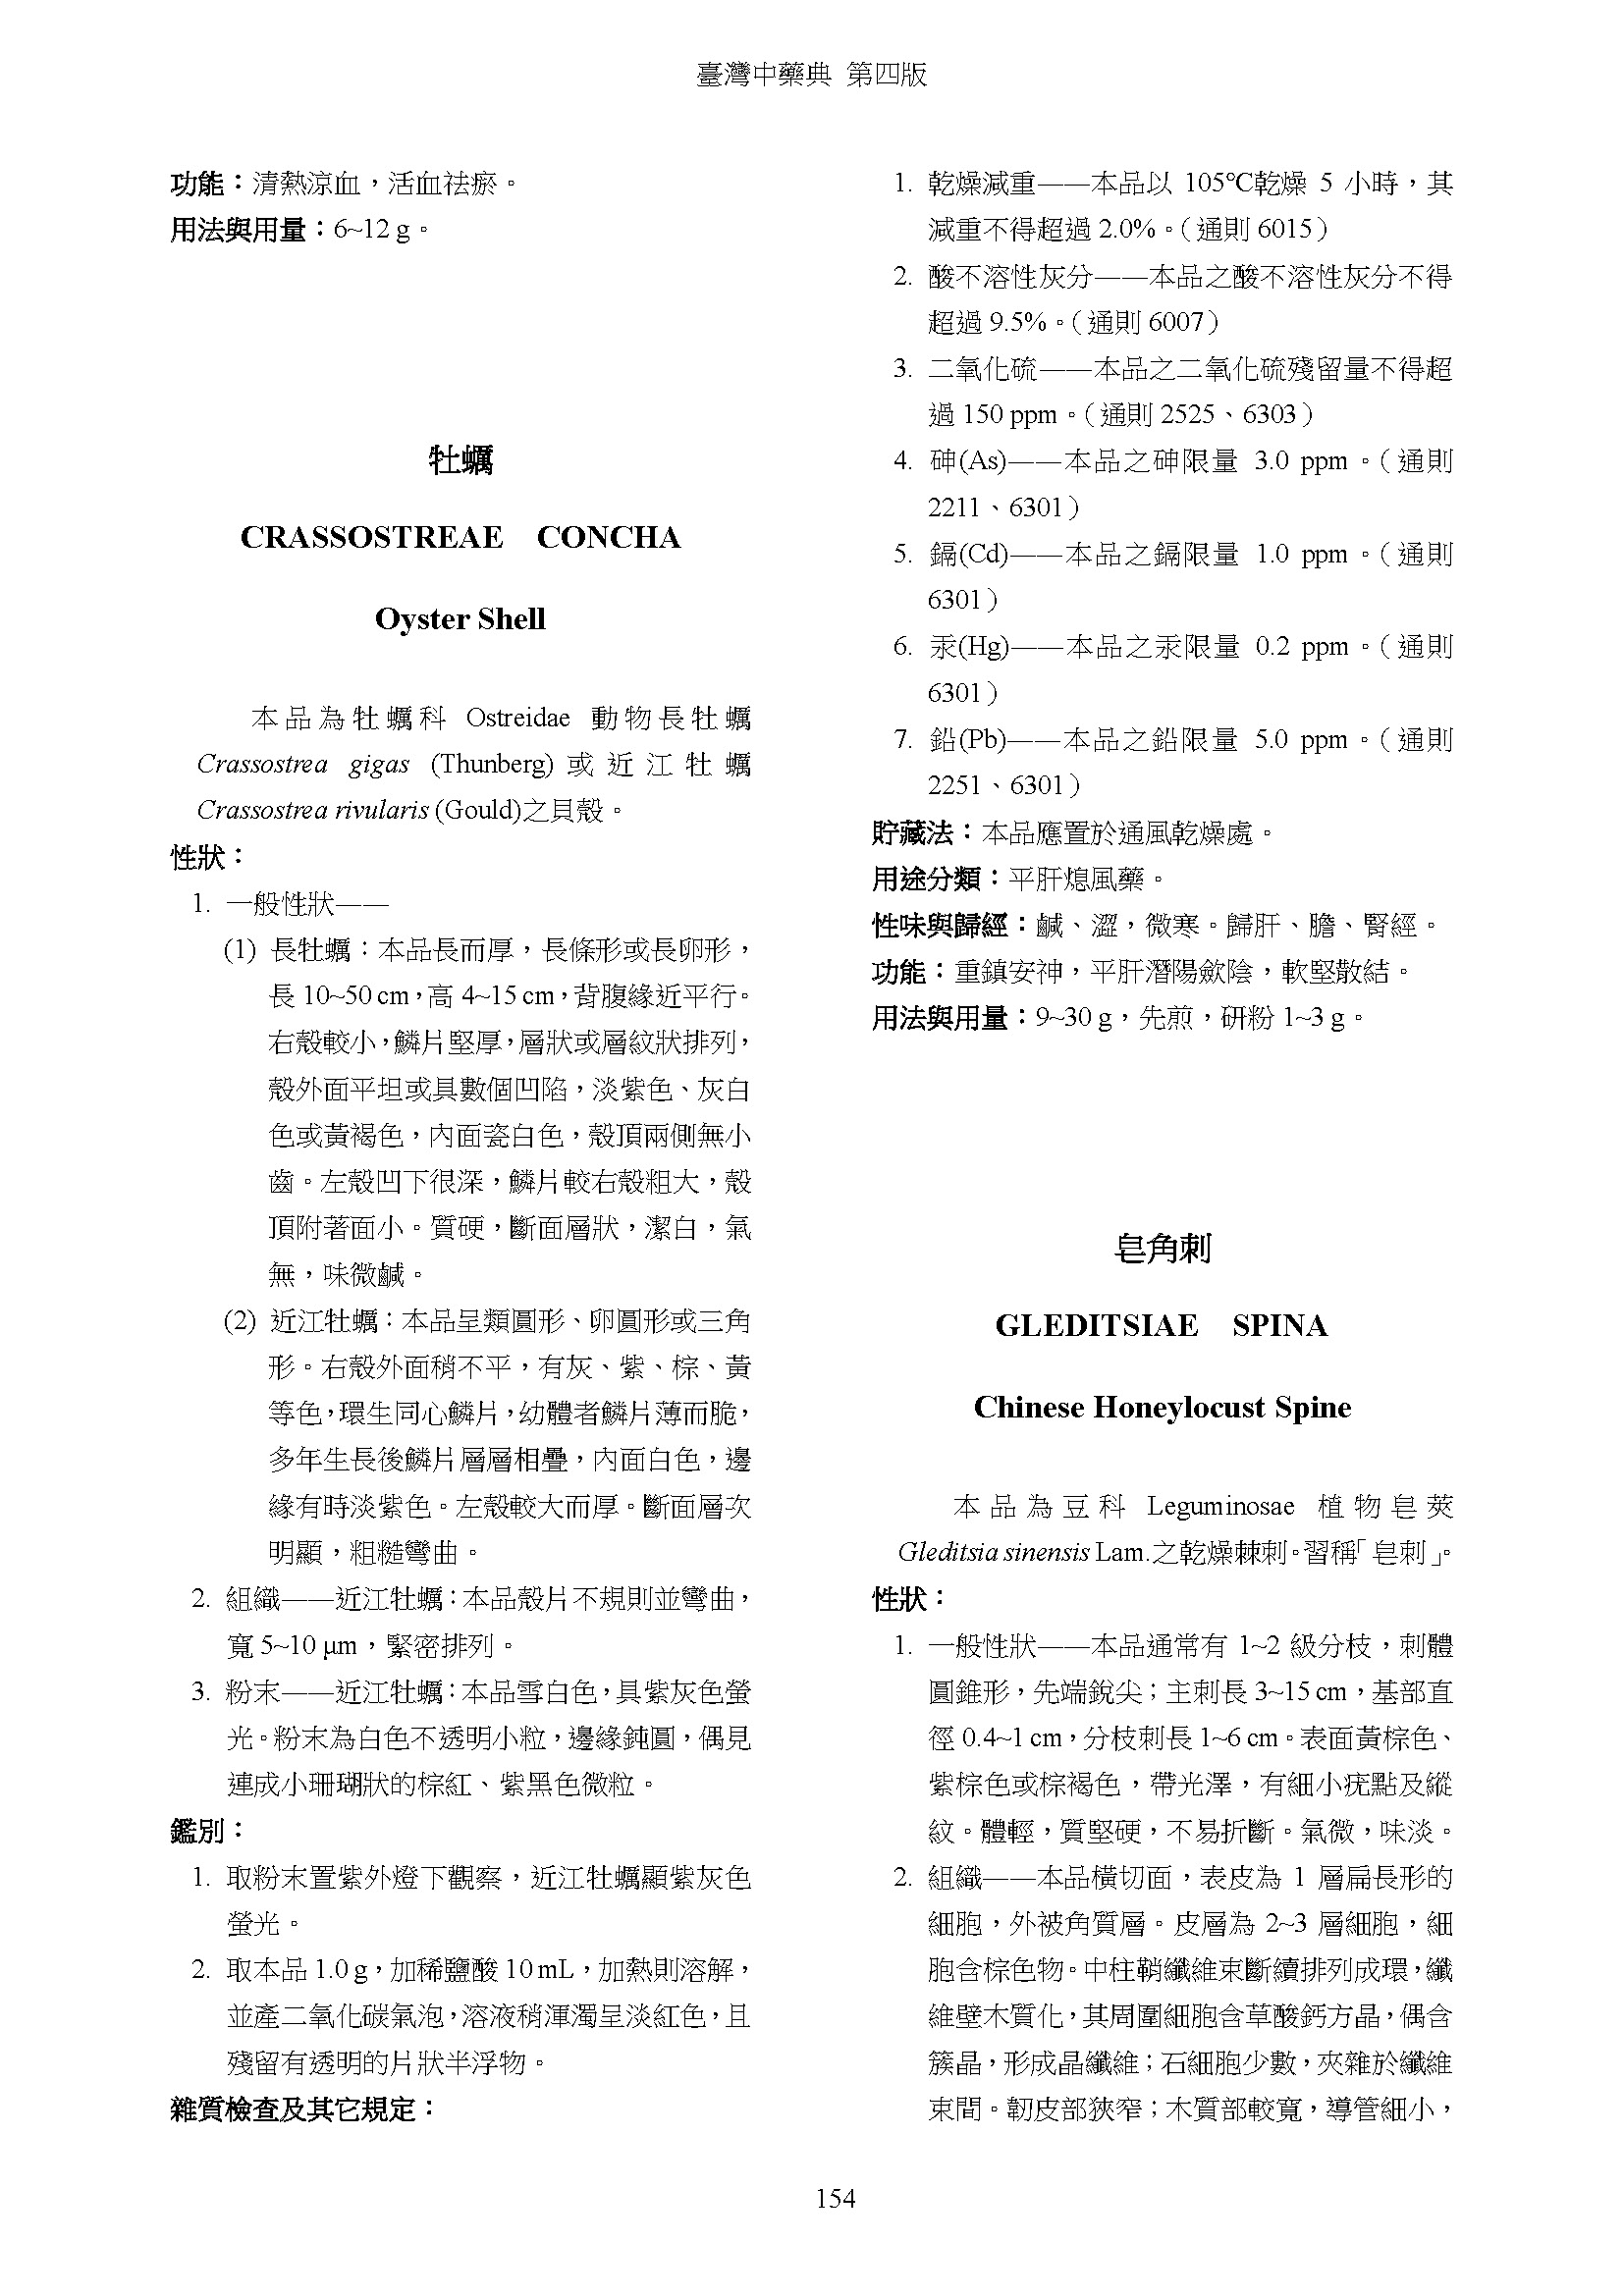 臺灣中藥典 第四版
功能：清熱涼血，活血祛瘀。
用法與用量：6~12 g。
牡蠣
CRASSOSTREAE CONCHA
Oyster Shell
本品為牡蠣科 Ostreidae 動物長牡蠣
Crassostrea gigas (Thunberg) 或近江牡蠣
Crassostrea rivularis (Gould)之貝殼。
性狀：
1. 一般性狀——
(1) 長牡蠣：本品長而厚，長條形或長卵形，
長 10~50 cm，高 4~15 cm，背腹緣近平行。
右殼較小，鱗片堅厚，層狀或層紋狀排列，
殼外面平坦或具數個凹陷，淡紫色、灰白
色或黃褐色，內面瓷白色，殼頂兩側無小
齒。左殼凹下很深，鱗片較右殼粗大，殼
頂附著面小。質硬，斷面層狀，潔白，氣
無，味微鹹。
(2) 近江牡蠣：本品呈類圓形、卵圓形或三角
形。右殼外面稍不平，有灰、紫、棕、黃
等色，環生同心鱗片，幼體者鱗片薄而脆，
多年生長後鱗片層層相疊，內面白色，邊
緣有時淡紫色。左殼較大而厚。斷面層次
明顯，粗糙彎曲。
2. 組織——近江牡蠣：本品殼片不規則並彎曲，
寬 5~10 μm，緊密排列。
3. 粉末——近江牡蠣：本品雪白色，具紫灰色螢
光。粉末為白色不透明小粒，邊緣鈍圓，偶見
連成小珊瑚狀的棕紅、紫黑色微粒。
鑑別：
1. 取粉末置紫外燈下觀察，近江牡蠣顯紫灰色
螢光。
2. 取本品 1.0 g，加稀鹽酸 10 mL，加熱則溶解，
並產二氧化碳氣泡，溶液稍渾濁呈淡紅色，且
殘留有透明的片狀半浮物。
雜質檢查及其它規定：
1. 乾燥減重——本品以 105℃乾燥 5 小時，其
減重不得超過 2.0%。（通則 6015）
2. 酸不溶性灰分——本品之酸不溶性灰分不得
超過 9.5%。（通則 6007）
3. 二氧化硫——本品之二氧化硫殘留量不得超
過 150 ppm。（通則 2525、6303）
4. 砷(As)——本品之砷限量 3.0 ppm。（通則
2211、6301）
5. 鎘(Cd)——本品之鎘限量 1.0 ppm。（通則
6301）
6. 汞(Hg)——本品之汞限量 0.2 ppm。（通則
6301）
7. 鉛(Pb)——本品之鉛限量 5.0 ppm。（通則
2251、6301）
貯藏法：本品應置於通風乾燥處。
用途分類：平肝熄風藥。
性味與歸經：鹹、澀，微寒。歸肝、膽、腎經。
功能：重鎮安神，平肝潛陽斂陰，軟堅散結。
用法與用量：9~30 g，先煎，研粉 1~3 g。
皂角刺
GLEDITSIAE SPINA
Chinese Honeylocust Spine
本品為豆科 Leguminosae 植物皂莢
Gleditsia sinensis Lam.之乾燥棘刺。習稱「皂刺」。
性狀：
1. 一般性狀——本品通常有 1~2 級分枝，刺體
圓錐形，先端銳尖；主刺長 3~15 cm，基部直
徑 0.4~1 cm，分枝刺長 1~6 cm。表面黃棕色、
紫棕色或棕褐色，帶光澤，有細小疣點及縱
紋。體輕，質堅硬，不易折斷。氣微，味淡。
2. 組織——本品橫切面，表皮為 1 層扁長形的
細胞，外被角質層。皮層為 2~3 層細胞，細
胞含棕色物。中柱鞘纖維束斷續排列成環，纖
維壁木質化，其周圍細胞含草酸鈣方晶，偶含
簇晶，形成晶纖維；石細胞少數，夾雜於纖維
束間。韌皮部狹窄；木質部較寬，導管細小，
154